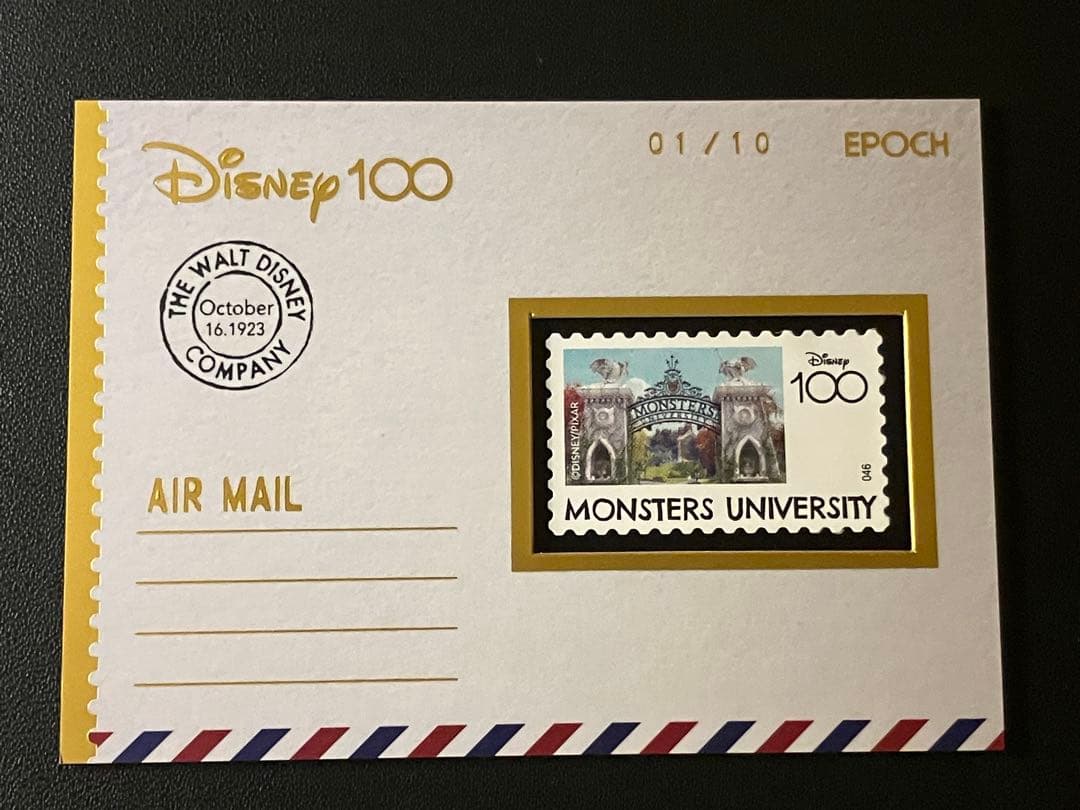 Disney 100
01/10
EPOCH
THE WALT DISNEY
October
16.1923
COMPANY
AIR MAIL
Disney
100
MONSTERS
UNIVERSITY
©DISNEY/PIXAR
046
MONSTERS UNIVERSITY